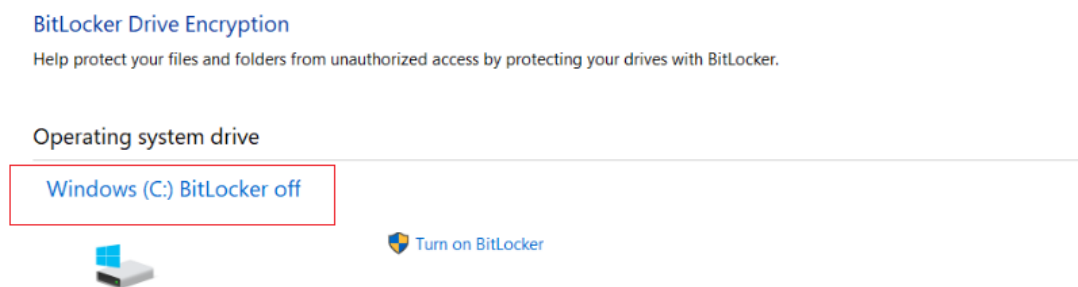 BitLocker Drive Encryption
Help protect your files and folders from unauthorized access by protecting your drives with BitLocker.
Operating system drive
Windows (C:) BitLocker off
Turn on BitLocker